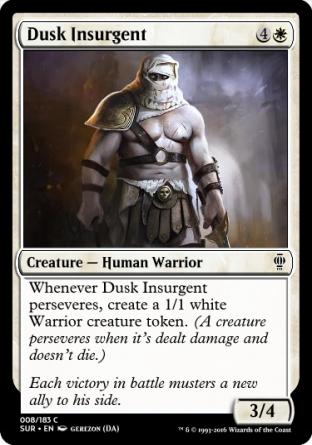 Dusk Insurgent 4
Creature — Human Warrior
Whenever Dusk Insurgent
perseveres, create a 1/1 white
Warrior creature token. (A creature
perseveres when it's dealt damage and
doesn't die.)
Each victory in battle musters a new
ally to his side.
3/4
008/183 C
SUR • EN GEREZON (DA)
™ & © 1993-2016 Wizards of the Coast